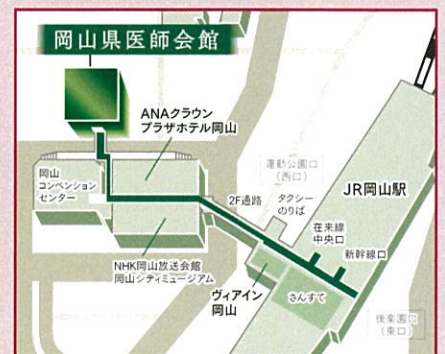 岡山県医師会館
ANAクラウン
プラザホテル岡山
岡山
コンベンション
センター
運動公園口
(西口)
JR岡山駅
2F通路
タクシー
のりば
在来線
中央口
新幹線口
NHK岡山放送会館
岡山シティミュージアム
ヴィアイン
岡山
さんすて
後楽園口
(東口)